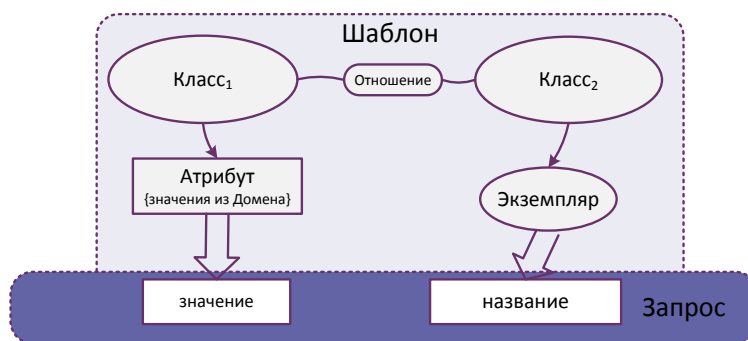 Шаблон
Класс₁
Отношение
Класс₂
Атрибут
{значения из Домена}
Экземпляр
значение
название
Запрос